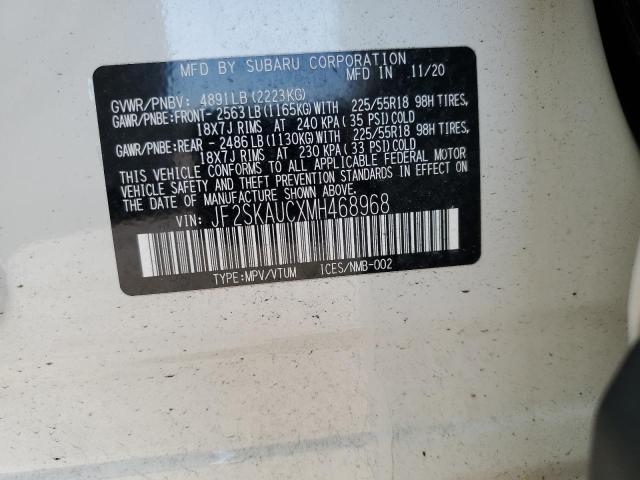 MFD BY SUBARU CORPORATION
MFD IN 11/20
GVWR/PNBV: 4891LB(2223KG)
GAWR/PNBE:FRONT- 2563LB(1165KG)WITH 225/55R18 98H TIRES,
18X7J RIMS AT 240 KPA(35 PSI)COLD
GAWR/PNBE:REAR - 2486LB(1130KG)WITH 225/55R18 98H TIRES,
18X7J RIMS AT 230 KPA(33 PSI)COLD
THIS VEHICLE CONFORMS TO ALL APPLICABLE FEDERAL MOTOR
VEHICLE SAFETY AND THEFT PREVENTION STANDARDS IN EFFECT ON
THE DATE OF MANUFACTURE SHOWN ABOVE.
VIN: JF2SKAUCXMH468968
TYPE:MPV/VTUM ICES/NMB-002